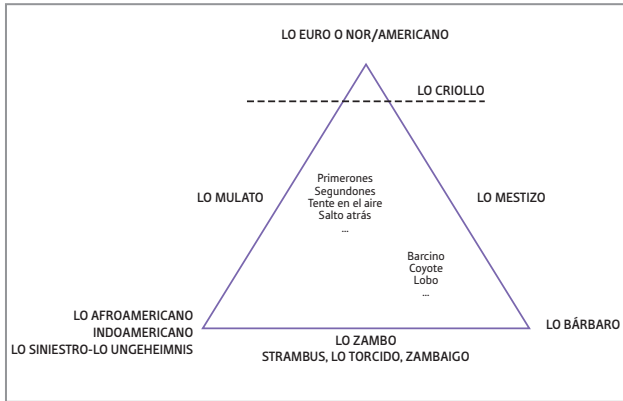 LO EURO O NOR/AMERICANO
LO CRIOLLO
Primerones
Segundones
Tente en el aire
Salto atrás
...
LO MULATO
LO MESTIZO
Barcino
Coyote
Lobo
...
LO AFROAMERICANO
INDOAMERICANO
LO SINIESTRO-LO UNGEHEIMNIS
LO BÁRBARO
LO ZAMBO
STRAMBUS, LO TORCIDO, ZAMBAIGO